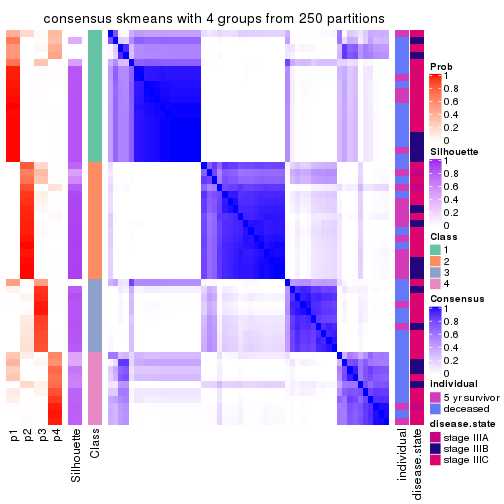 consensus skmeans with 4 groups from 250 partitions
Prob
1
0.8
0.6
0.4
0.2
0
Silhouette
1
0.8
0.6
0.4
0.2
0
Class
1
2
3
4
Consensus
1
0.8
0.6
0.4
0.2
0
individual
5 yr survivor
deceased
disease.state
stage IIIA
stage IIIB
stage IIIC
p1
p2
p3
p4
Silhouette
Class
individual
disease.state